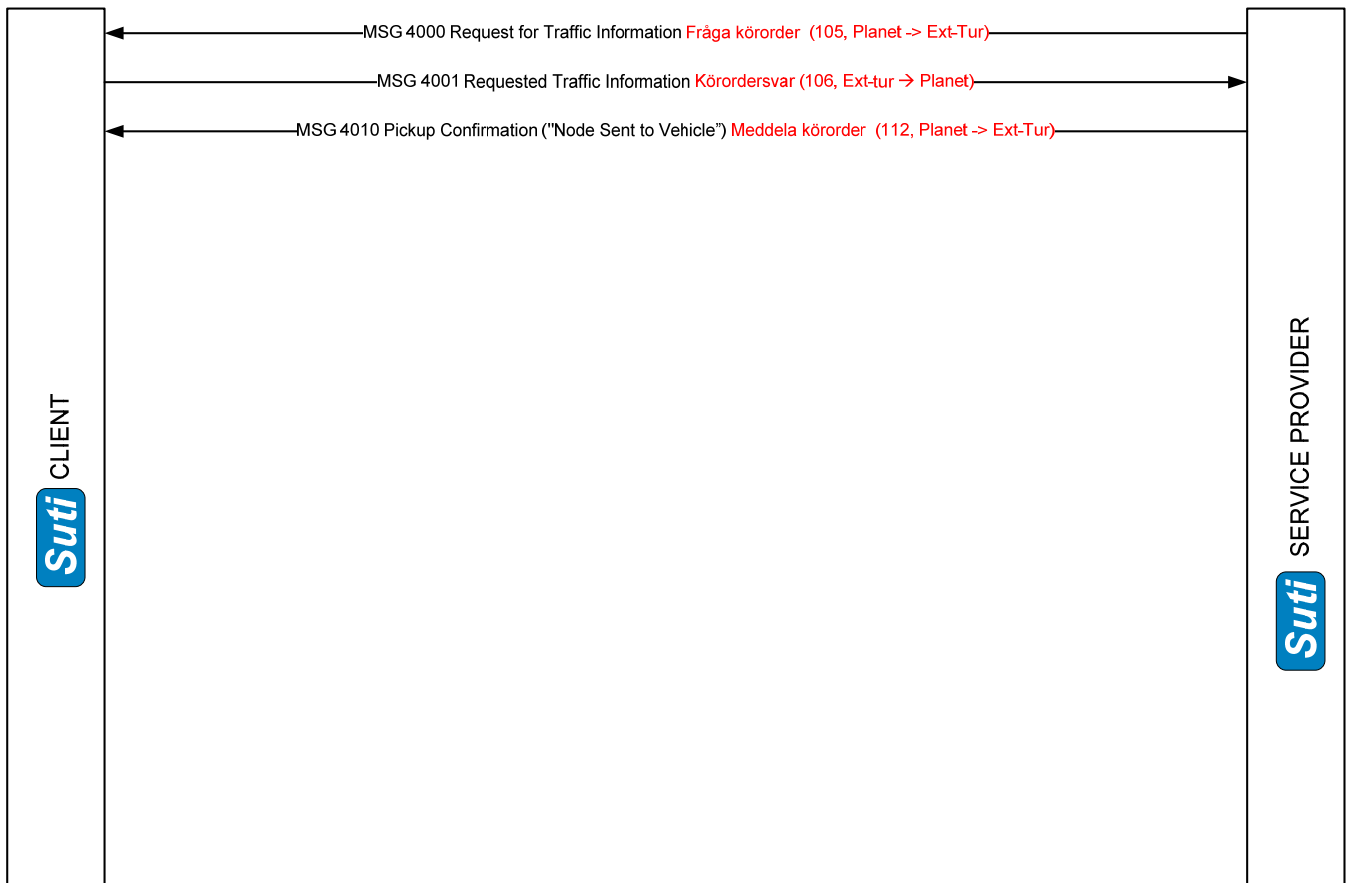 MSG 4000 Request for Traffic Information Fråga körorder (105, Planet -> Ext-Tur)
MSG 4001 Requested Traffic Information Körordersvar (106, Ext-tur → Planet)
MSG 4010 Pickup Confirmation ("Node Sent to Vehicle") Meddela körorder (112, Planet -> Ext-Tur)
Suti CLIENT
Suti SERVICE PROVIDER